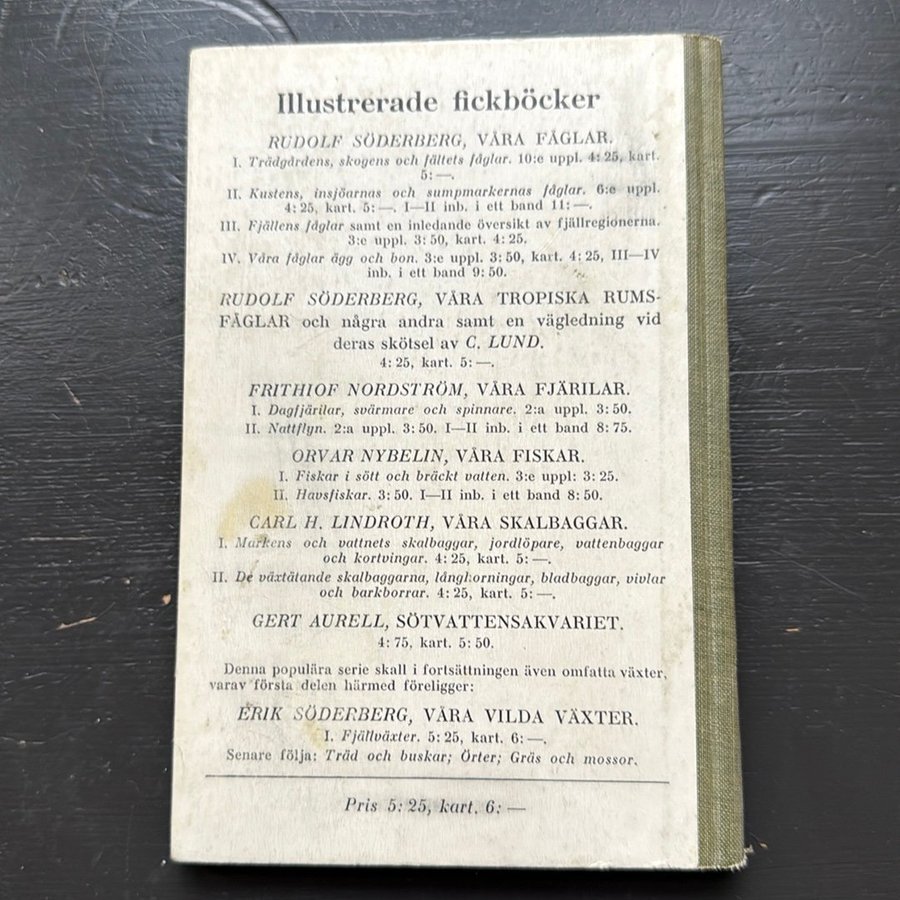 Illustrerade fickböcker
RUDOLF SÖDERBERG, VÅRA FÅGLAR.
I. Trädgårdens, skogens och fältets fåglar. 10:e uppl. 4: 25, kart.
5: —.
II. Kustens, insjöarnas och sumpmarkernas fåglar. 6:e uppl.
4: 25, kart. 5: —. I—II inb. i ett band 11: —.
III. Fjällens fåglar samt en inledande översikt av fjällregionerna.
3:e uppl. 3: 50, kart. 4: 25.
IV. Våra fåglar ägg och bon. 3:e uppl. 3: 50, kart. 4: 25, III—IV
inb. i ett band 9: 50.
RUDOLF SÖDERBERG, VÅRA TROPISKA RUMS-
FÅGLAR och några andra samt en vägledning vid
deras skötsel av C. LUND.
4: 25, kart. 5: —.
FRITHIOF NORDSTRÖM, VÅRA FJÄRILAR.
I. Dagfjärilar, svärmare och spinnare. 2:a uppl. 3: 50.
II. Nattflyn. 2:a uppl. 3: 50. I—II inb. i ett band 8: 75.
ORVAR NYBELIN, VÅRA FISKAR.
I. Fiskar i sött och bräckt vatten. 3:e uppl: 3: 25.
II. Havsfiskar. 3: 50. I—II inb. i ett band 8: 50.
CARL H. LINDROTH, VÅRA SKALBAGGAR.
I. Markens och vattnets skalbaggar, jordlöpare, vattenbaggar
och kortvingar. 4: 25, kart. 5: —.
II. De växtätande skalbaggarna, långhorningar, bladbaggar, vivlar
och barkborrar. 4: 25, kart. 5: —.
GERT AURELL, SÖTVATTENSAKVARIET.
4: 75, kart. 5: 50.
Denna populära serie skall i fortsättningen även omfatta växter,
varav första delen härmed föreligger:
ERIK SÖDERBERG, VÅRA VILDA VÄXTER.
I. Fjällväxter. 5: 25, kart. 6: —.
Senare följa: Träd och buskar; Örter; Gräs och mossor.
Pris 5: 25, kart. 6: —